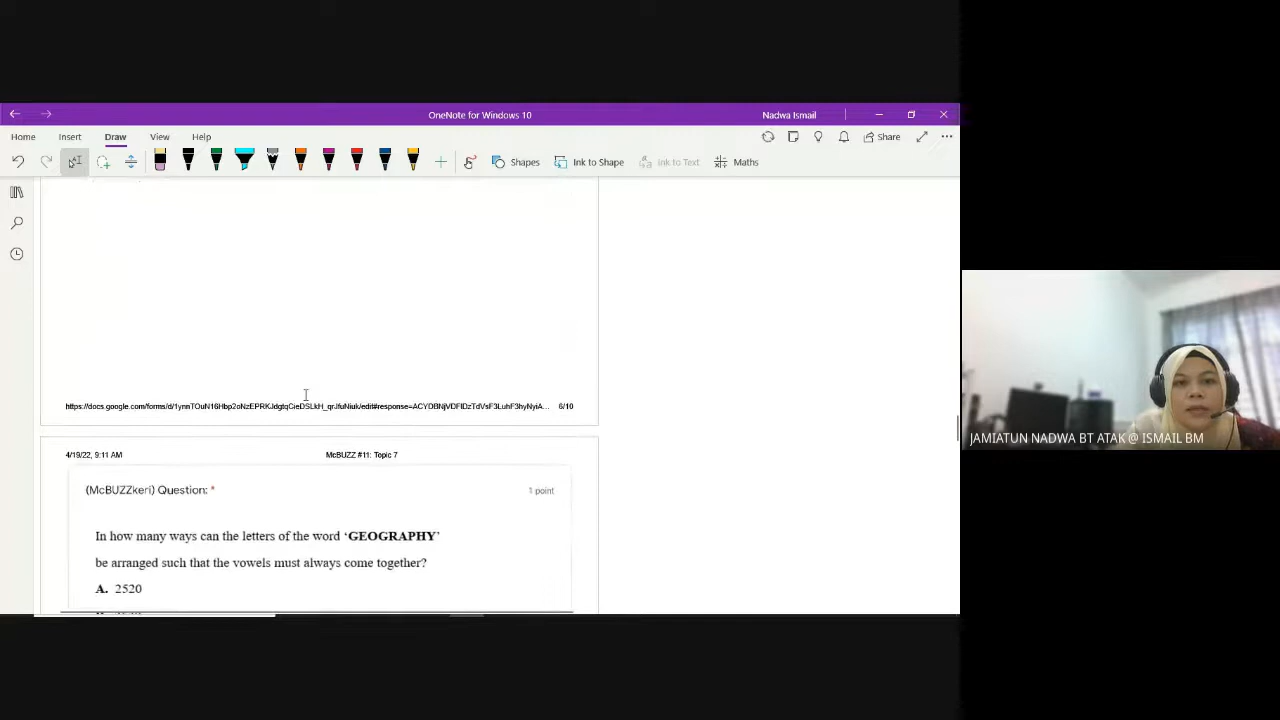 OneNote for Windows 10
Nadwa Ismail
Home Insert Draw View Help
Share
Shapes Ink to Shape Ink to Text Maths
6/10
4/19/22, 9:11 AM McBUZZ #11: Topic 7
(McBUZZkeri) Question: * 1 point
In how many ways can the letters of the word ‘GEOGRAPHY’
be arranged such that the vowels must always come together?
A. 2520
JAMIATUN NADWA BT ATAK @ ISMAIL BM